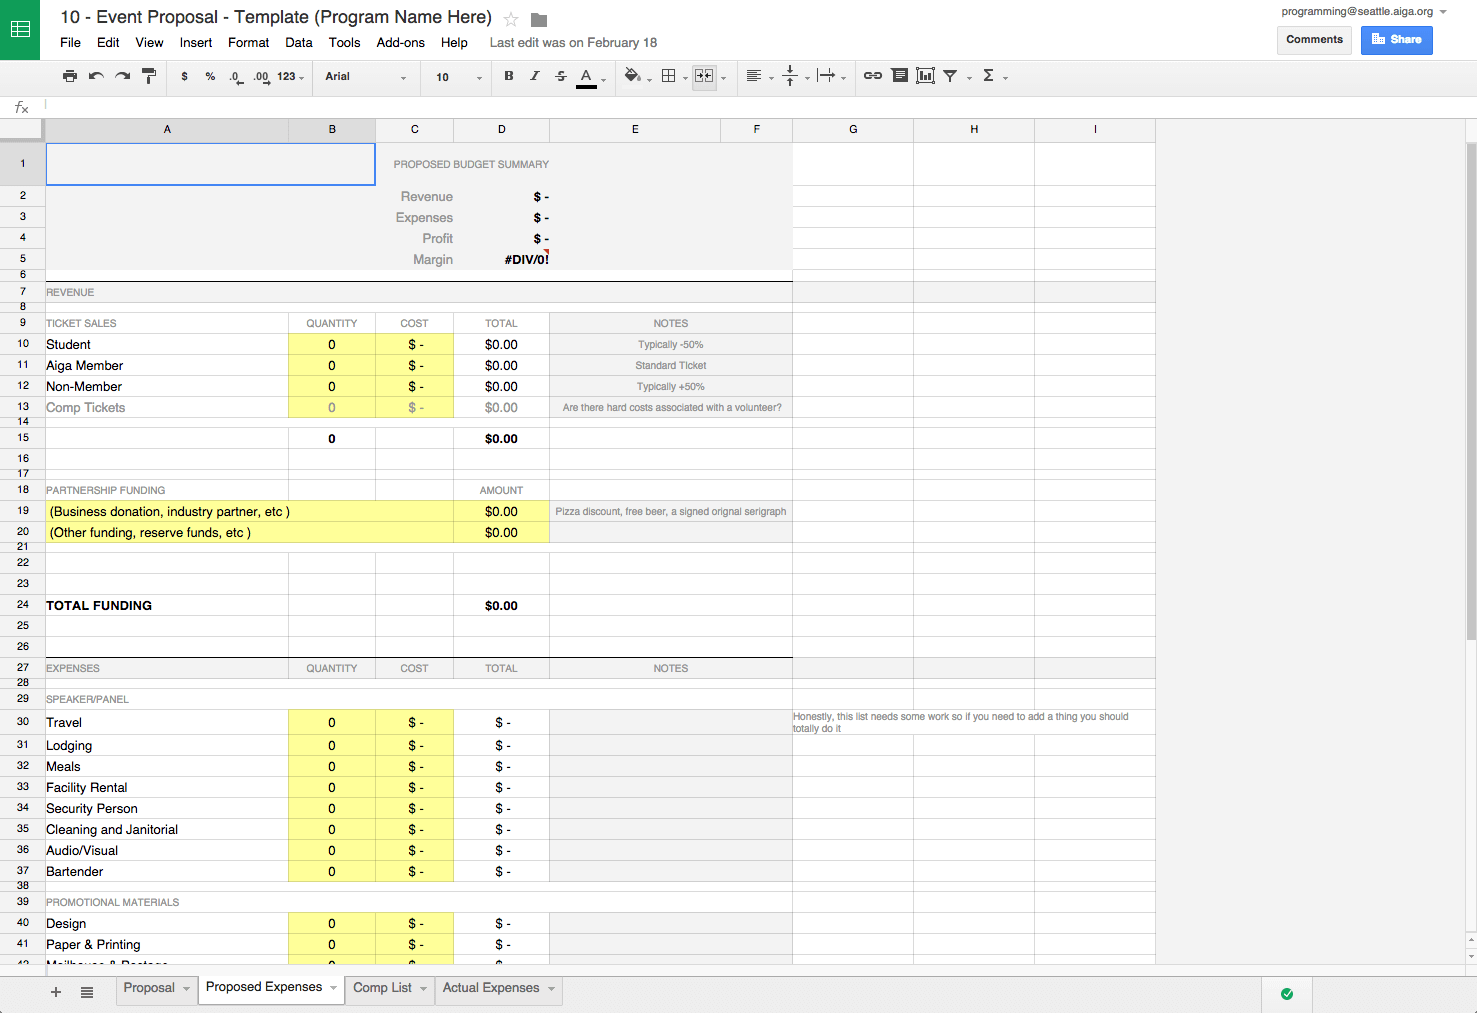 10 - Event Proposal - Template (Program Name Here)
programming@seattle.aiga.org
File Edit View Insert Format Data Tools Add-ons Help Last edit was on February 18
Comments Share
$ % .0 .00 123 Arial 10 B I S A Σ
fx
A B C D E F G H I
1 PROPOSED BUDGET SUMMARY
2 Revenue $ -
3 Expenses $ -
4 Profit $ -
5 Margin #DIV/0!
6
7 REVENUE
8
9 TICKET SALES QUANTITY COST TOTAL NOTES
10 Student 0 $ - $0.00 Typically -50%
11 Aiga Member 0 $ - $0.00 Standard Ticket
12 Non-Member 0 $ - $0.00 Typically +50%
13 Comp Tickets 0 $ - $0.00 Are there hard costs associated with a volunteer?
14
15 0 $0.00
16
17
18 PARTNERSHIP FUNDING AMOUNT
19 (Business donation, industry partner, etc ) $0.00 Pizza discount, free beer, a signed orignal serigraph
20 (Other funding, reserve funds, etc ) $0.00
21
22
23
24 TOTAL FUNDING $0.00
25
26
27 EXPENSES QUANTITY COST TOTAL NOTES
28
29 SPEAKER/PANEL
30 Travel 0 $ - $ - Honestly, this list needs some work so if you need to add a thing you should
totally do it
31 Lodging 0 $ - $ -
32 Meals 0 $ - $ -
33 Facility Rental 0 $ - $ -
34 Security Person 0 $ - $ -
35 Cleaning and Janitorial 0 $ - $ -
36 Audio/Visual 0 $ - $ -
37 Bartender 0 $ - $ -
38
39 PROMOTIONAL MATERIALS
40 Design 0 $ - $ -
41 Paper & Printing 0 $ - $ -
Proposal Proposed Expenses Comp List Actual Expenses